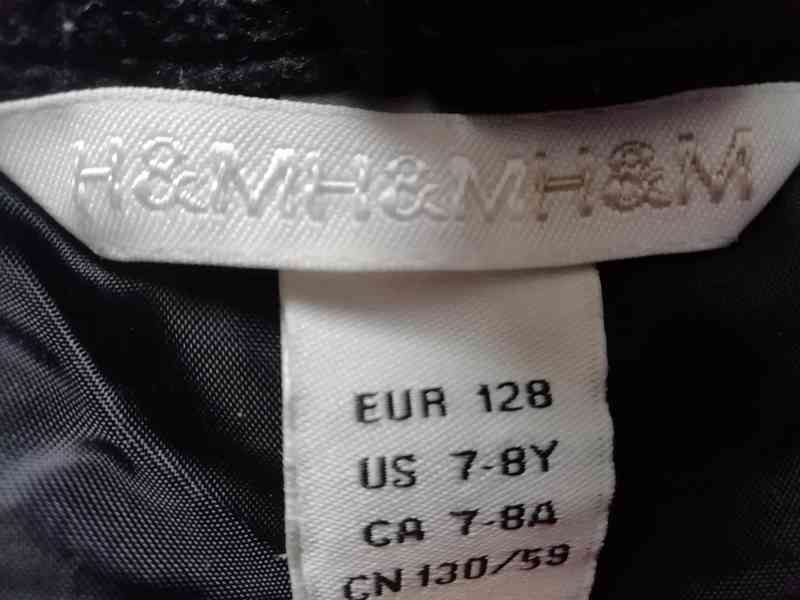 H&MH&MH&M
EUR 128
US 7-8Y
CA 7-8A
CN 130/59